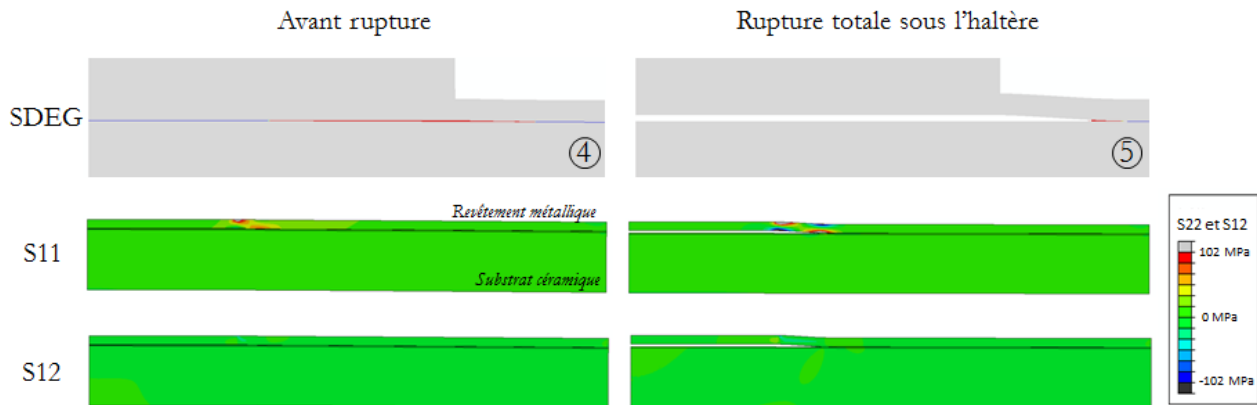 Avant rupture
Rupture totale sous l'haltère
SDEG
④
⑤
Revêtement métallique
S11
Substrat céramique
S12
S22 et S12
102 MPa
0 MPa
-102 MPa